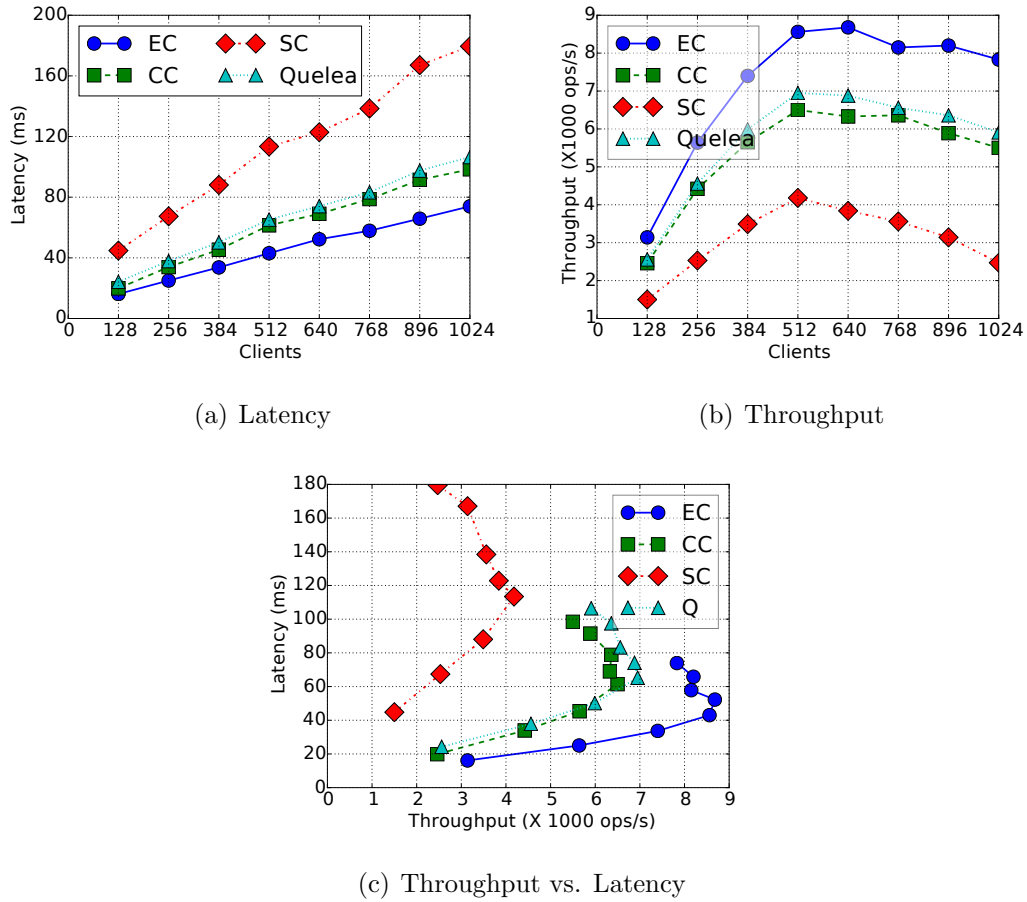 200
160
120
80
40
0
Latency (ms)
EC
SC
CC
Quelea
0 128 256 384 512 640 768 896 1024
Clients
(a) Latency
9
8
7
6
5
4
3
2
1
Throughput (X1000 ops/s)
EC
CC
SC
Quelea
0 128 256 384 512 640 768 896 1024
Clients
(b) Throughput
180
160
140
120
100
80
60
40
20
0
Latency (ms)
EC
CC
SC
Q
0 1 2 3 4 5 6 7 8 9
Throughput (X 1000 ops/s)
(c) Throughput vs. Latency